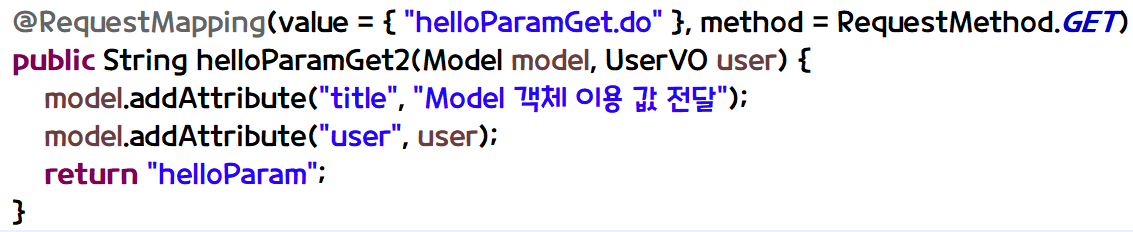 @RequestMapping(value = { "helloParamGet.do" }, method = RequestMethod.GET)
public String helloParamGet2(Model model, UserVO user) {
model.addAttribute("title", "Model 객체 이용 값 전달");
model.addAttribute("user", user);
return "helloParam";
}